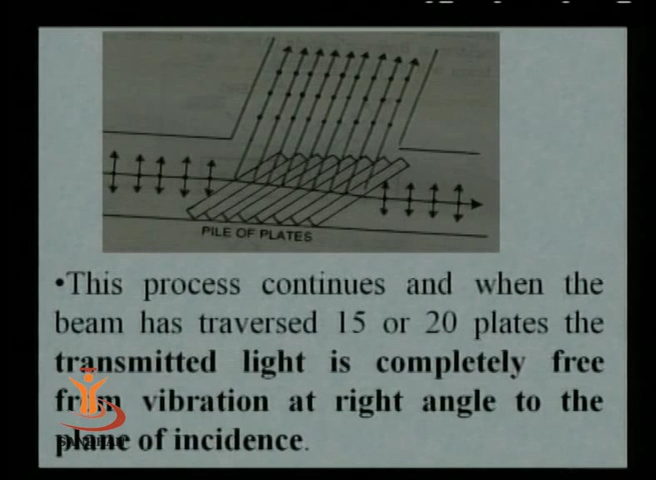 PILE OF PLATES
•This process continues and when the
beam has traversed 15 or 20 plates the
transmitted light is completely free
from vibration at right angle to the
plane of incidence.